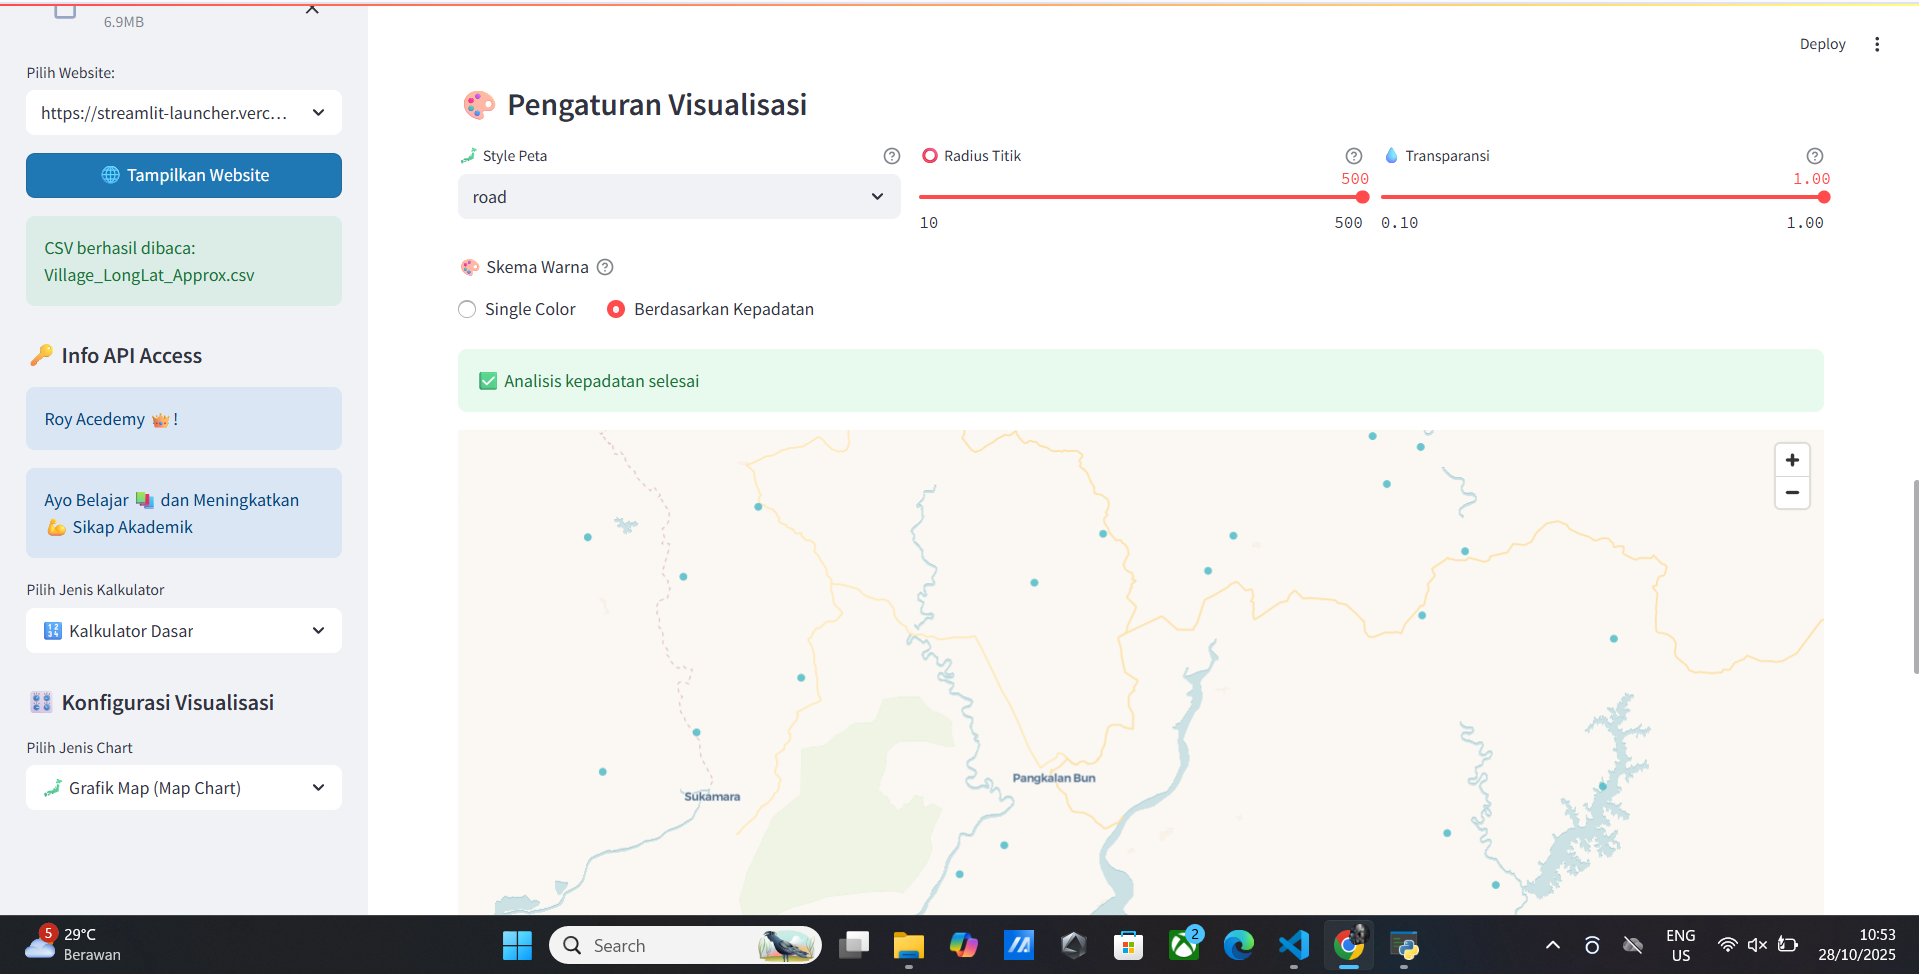 6.9MB
Pilih Website:
https://streamlit-launcher.verc...
Tampilkan Website
CSV berhasil dibaca:
Village_LongLat_Approx.csv
Info API Access
Roy Acedemy 👑 !
Ayo Belajar 📚 dan Meningkatkan
💪 Sikap Akademik
Pilih Jenis Kalkulator
Kalkulator Dasar
Konfigurasi Visualisasi
Pilih Jenis Chart
Grafik Map (Map Chart)
Deploy
Pengaturan Visualisasi
Style Peta
road
Radius Titik
500
10 500
Transparansi
1.00
0.10 1.00
Skema Warna
Single Color
Berdasarkan Kepadatan
Analisis kepadatan selesai
Pangkalan Bun
Sukamara
5
29°C
Berawan
Search
2
ENG
US
10:53
28/10/2025